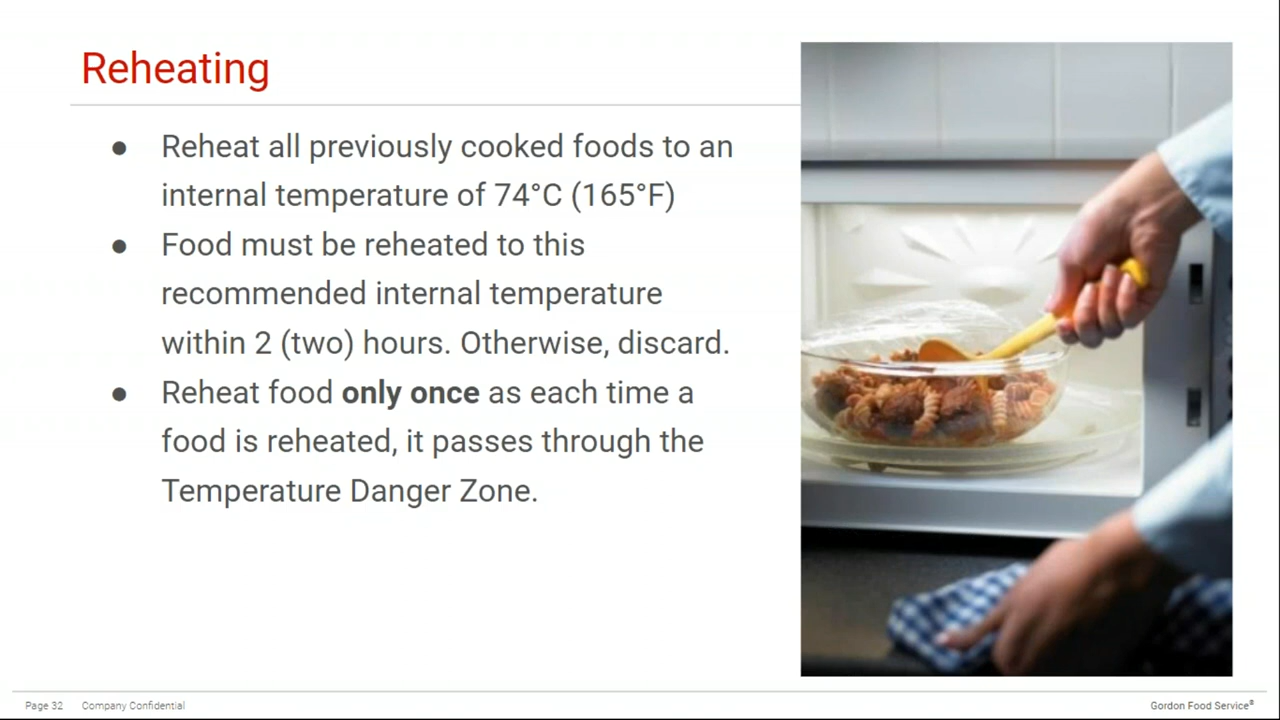 Reheating
● Reheat all previously cooked foods to an
internal temperature of 74°C (165°F)
● Food must be reheated to this
recommended internal temperature
within 2 (two) hours. Otherwise, discard.
● Reheat food only once as each time a
food is reheated, it passes through the
Temperature Danger Zone.
Page 32 Company Confidential
Gordon Food Service®